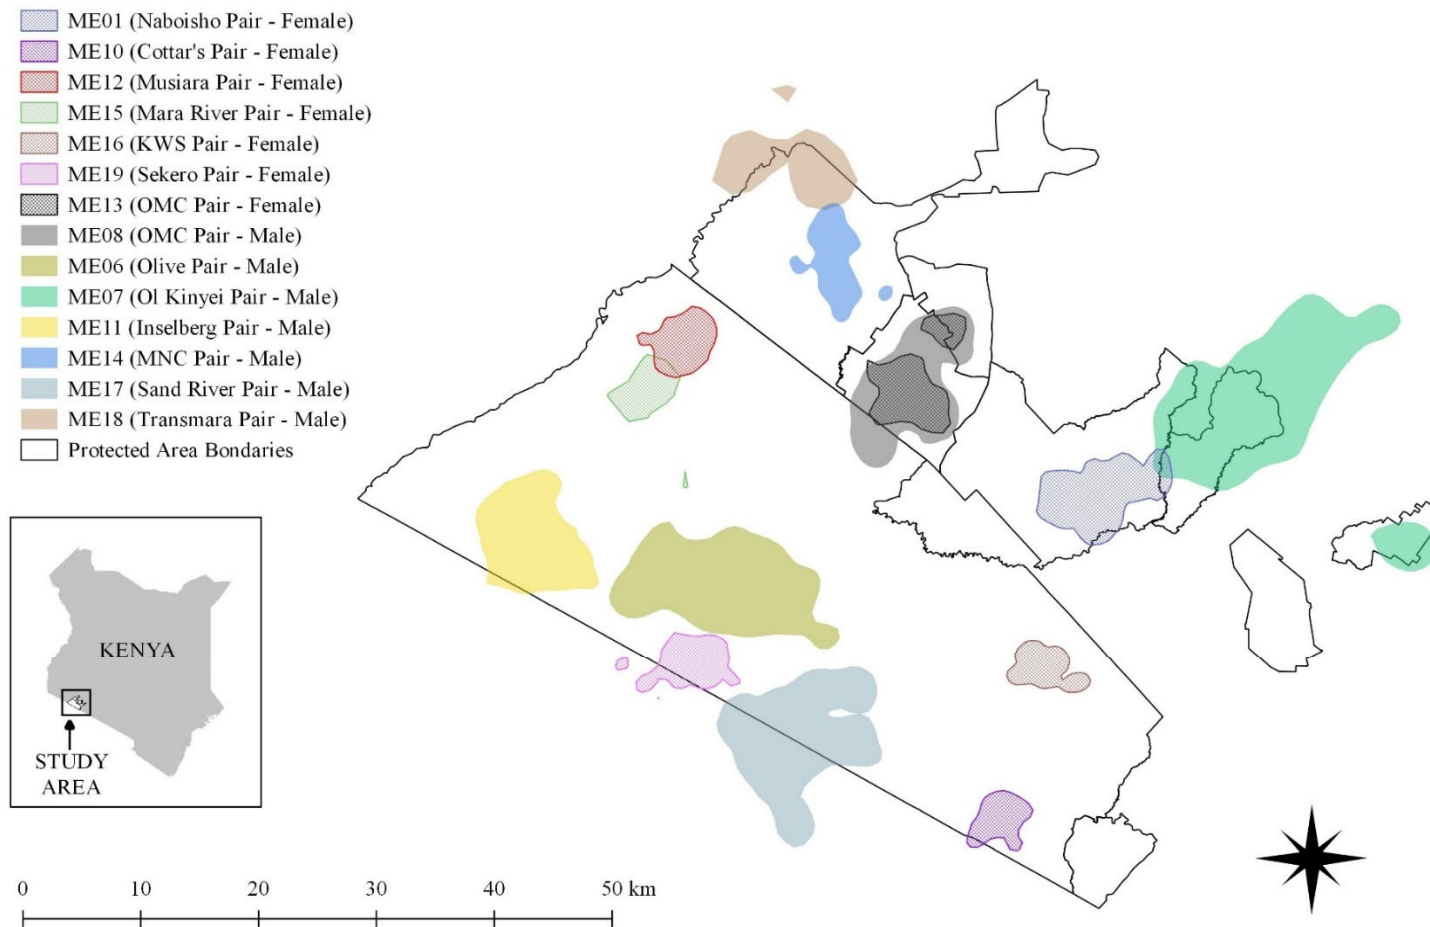 ME01 (Naboisho Pair - Female)
ME10 (Cottar's Pair - Female)
ME12 (Musiara Pair - Female)
ME15 (Mara River Pair - Female)
ME16 (KWS Pair - Female)
ME19 (Sekero Pair - Female)
ME13 (OMC Pair - Female)
ME08 (OMC Pair - Male)
ME06 (Olive Pair - Male)
ME07 (Ol Kinyei Pair - Male)
ME11 (Inselberg Pair - Male)
ME14 (MNC Pair - Male)
ME17 (Sand River Pair - Male)
ME18 (Transmara Pair - Male)
Protected Area Bondaries
KENYA
STUDY
AREA
0 10 20 30 40 50 km